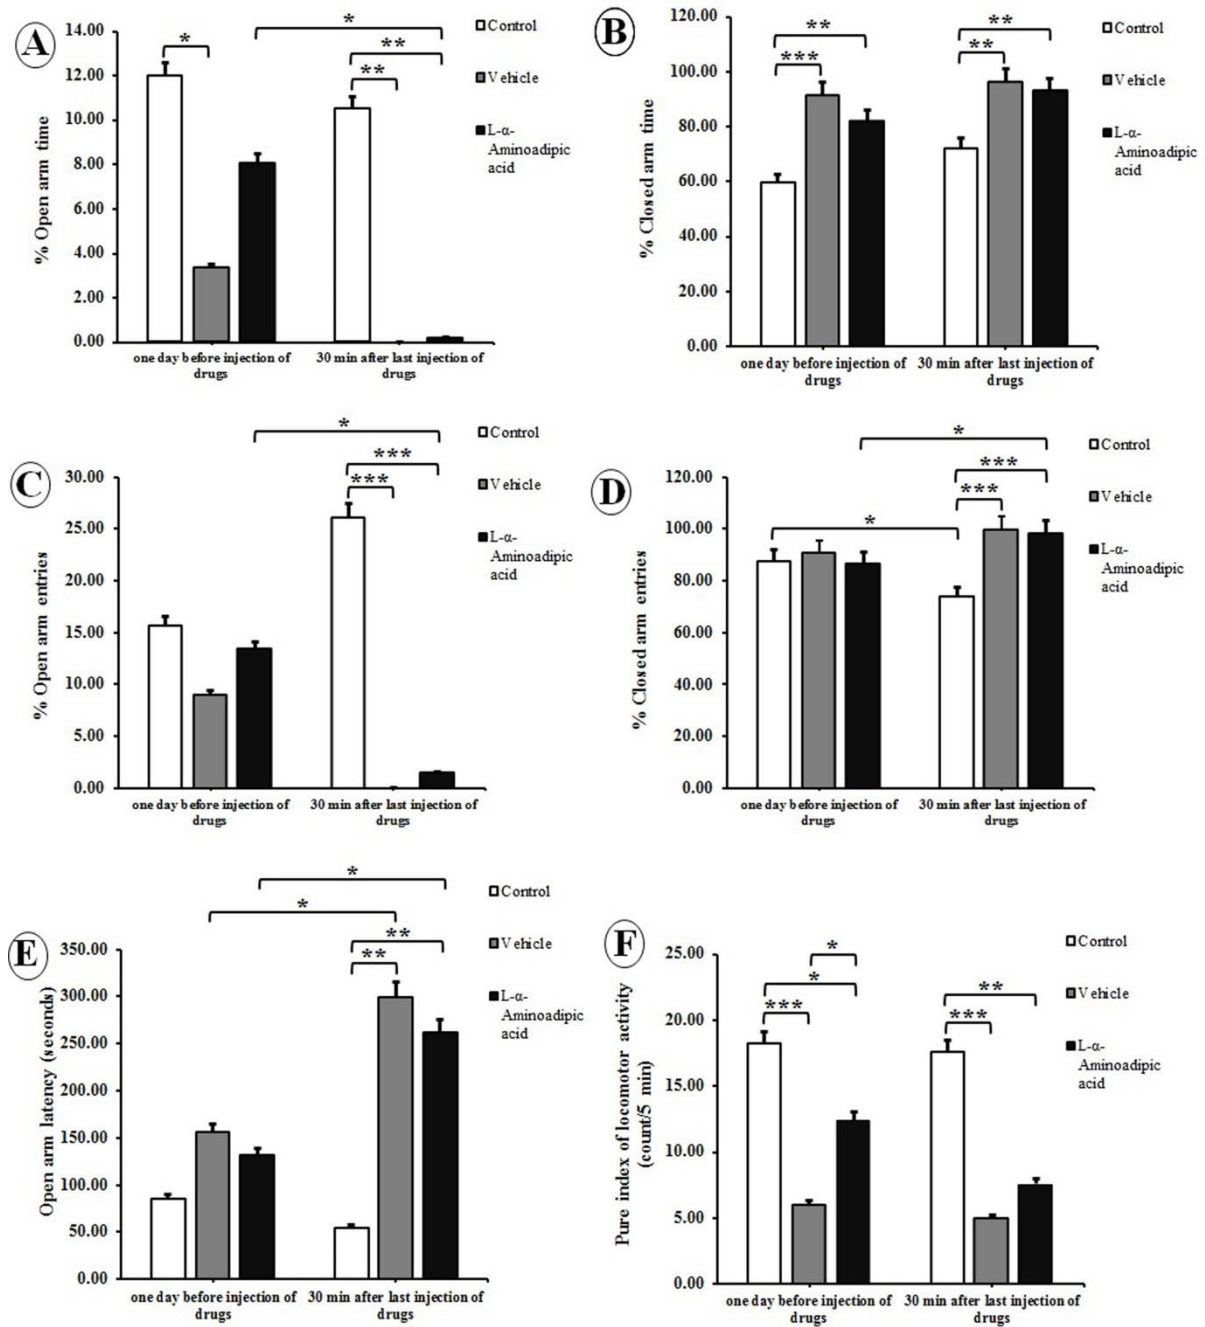 A
% Open arm time
14.00
12.00
10.00
8.00
6.00
4.00
2.00
0.00
*
*
**
**
Control
Vehicle
L-α-
Aminoadipic
acid
one day before injection of
drugs
30 min after last injection of
drugs
B
% Closed arm time
120.00
100.00
80.00
60.00
40.00
20.00
0.00
**
***
**
**
Control
Vehicle
L-α-
Aminoadipic
acid
one day before injection of
drugs
30 min after last injection of
drugs
C
% Open arm entries
30.00
25.00
20.00
15.00
10.00
5.00
0.00
*
***
***
Control
Vehicle
L-α-
Aminoadipic
acid
one day before injection of
drugs
30 min after last injection of
drugs
D
% Closed arm entries
120.00
100.00
80.00
60.00
40.00
20.00
0.00
*
***
***
*
Control
Vehicle
L-α-
Aminoadipic
acid
one day before injection of
drugs
30 min after last injection of
drugs
E
Open arm latency (seconds)
350.00
300.00
250.00
200.00
150.00
100.00
50.00
0.00
*
*
**
**
Control
Vehicle
L-α-
Aminoadipic
acid
one day before injection of
drugs
30 min after last injection of
drugs
F
Pure index of locomotor activity
(count/5 min)
25.00
20.00
15.00
10.00
5.00
0.00
*
*
***
**
***
Control
Vehicle
L-α-
Aminoadipic
acid
one day before injection of
drugs
30 min after last injection of
drugs